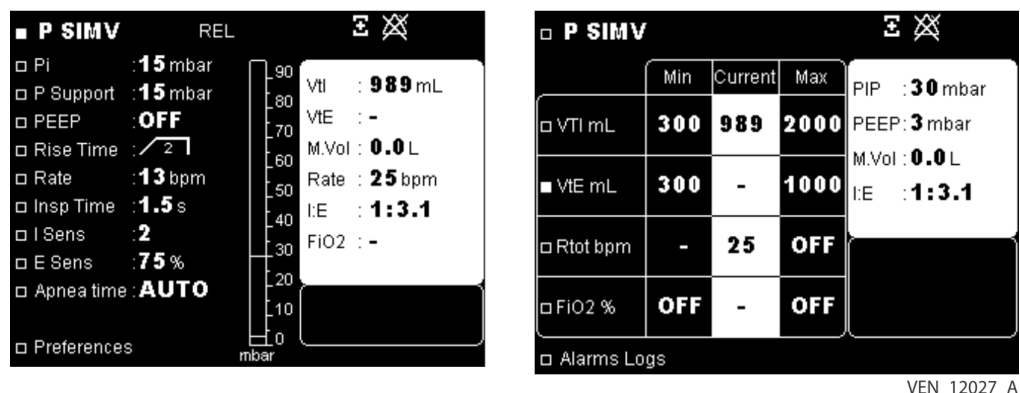 P SIMV REL
Pi :15 mbar
P Support :15 mbar
PEEP :OFF
Rise Time : 2
Rate :13 bpm
Insp Time :1.5 s
I Sens :2
E Sens :75 %
Apnea time : AUTO
Preferences
90
80
70
60
50
40
30
20
10
0
mbar
VtI : 989 mL
VtE : -
M.Vol : 0.0 L
Rate : 25 bpm
I:E : 1:3.1
FiO2 : -
P SIMV
Min Current Max
VTI mL 300 989 2000
VtE mL 300 - 1000
Rtot bpm - 25 OFF
FiO2 % OFF - OFF
Alarms Logs
PIP : 30 mbar
PEEP: 3 mbar
M.Vol : 0.0 L
I:E : 1:3.1
VEN_12027_A